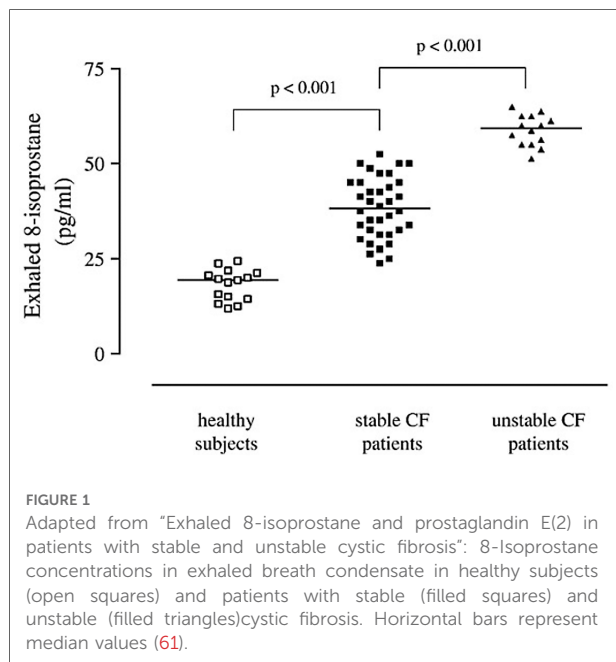 75
p < 0.001
p < 0.001
50
Exhaled 8-isoprostane
(pg/ml)
25
0
healthy
subjects
stable CF
patients
unstable CF
patients
FIGURE 1
Adapted from “Exhaled 8-isoprostane and prostaglandin E(2) in
patients with stable and unstable cystic fibrosis”: 8-Isoprostane
concentrations in exhaled breath condensate in healthy subjects
(open squares) and patients with stable (filled squares) and
unstable (filled triangles)cystic fibrosis. Horizontal bars represent
median values (61).